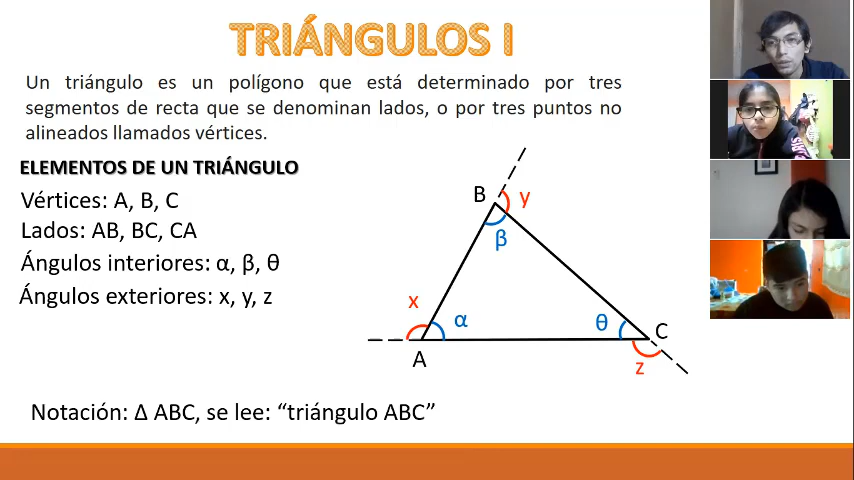 TRIÁNGULOS I
Un triángulo es un polígono que está determinado por tres
segmentos de recta que se denominan lados, o por tres puntos no
alineados llamados vértices.
ELEMENTOS DE UN TRIÁNGULO
Vértices: A, B, C
Lados: AB, BC, CA
Ángulos interiores: α, β, θ
Ángulos exteriores: x, y, z
B
y
β
x
α
θ
C
A
z
Notación: Δ ABC, se lee: “triángulo ABC”